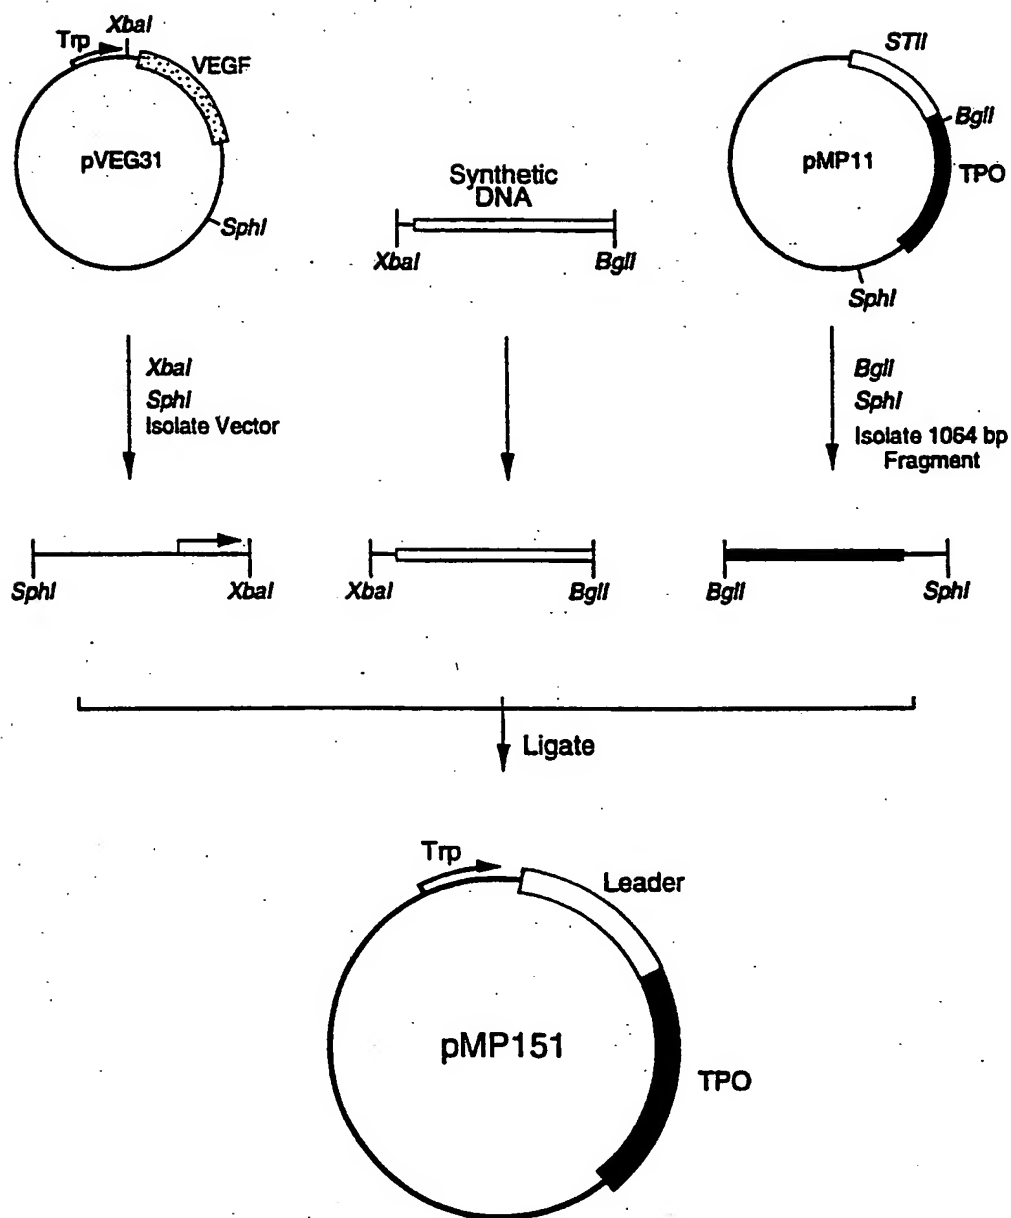 XbaI
Trp
VEGF
pVEG31
SphI
Synthetic
DNA
XbaI
BglI
STII
BglI
pMP11
TPO
SphI
XbaI
SphI
Isolate Vector
BglI
SphI
Isolate 1064 bp
Fragment
SphI
XbaI
XbaI
BglI
BglI
SphI
Ligate
Trp
Leader
pMP151
TPO